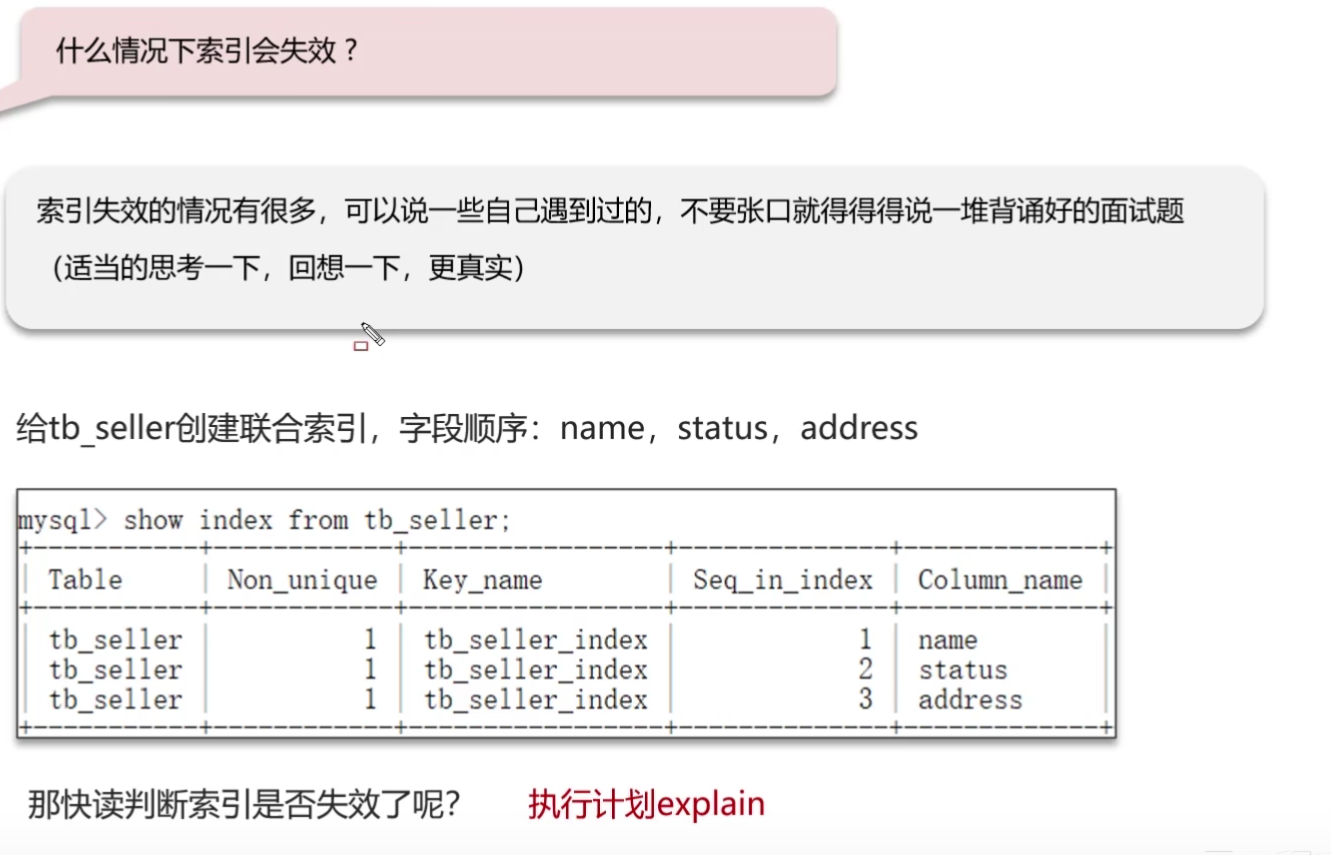 什么情况下索引会失效？
索引失效的情况有很多，可以说一些自己遇到过的，不要张口就得得得说一堆背诵好的面试题
（适当的思考一下，回想一下，更真实）
给tb_seller创建联合索引，字段顺序：name，status，address
mysql> show index from tb_seller;
+-----------+------------+-----------------+--------------+-------------+
| Table | Non_unique | Key_name | Seq_in_index | Column_name |
+-----------+------------+-----------------+--------------+-------------+
| tb_seller | 1 | tb_seller_index | 1 | name |
| tb_seller | 1 | tb_seller_index | 2 | status |
| tb_seller | 1 | tb_seller_index | 3 | address |
+-----------+------------+-----------------+--------------+-------------+
那快读判断索引是否失效了呢？ 执行计划explain